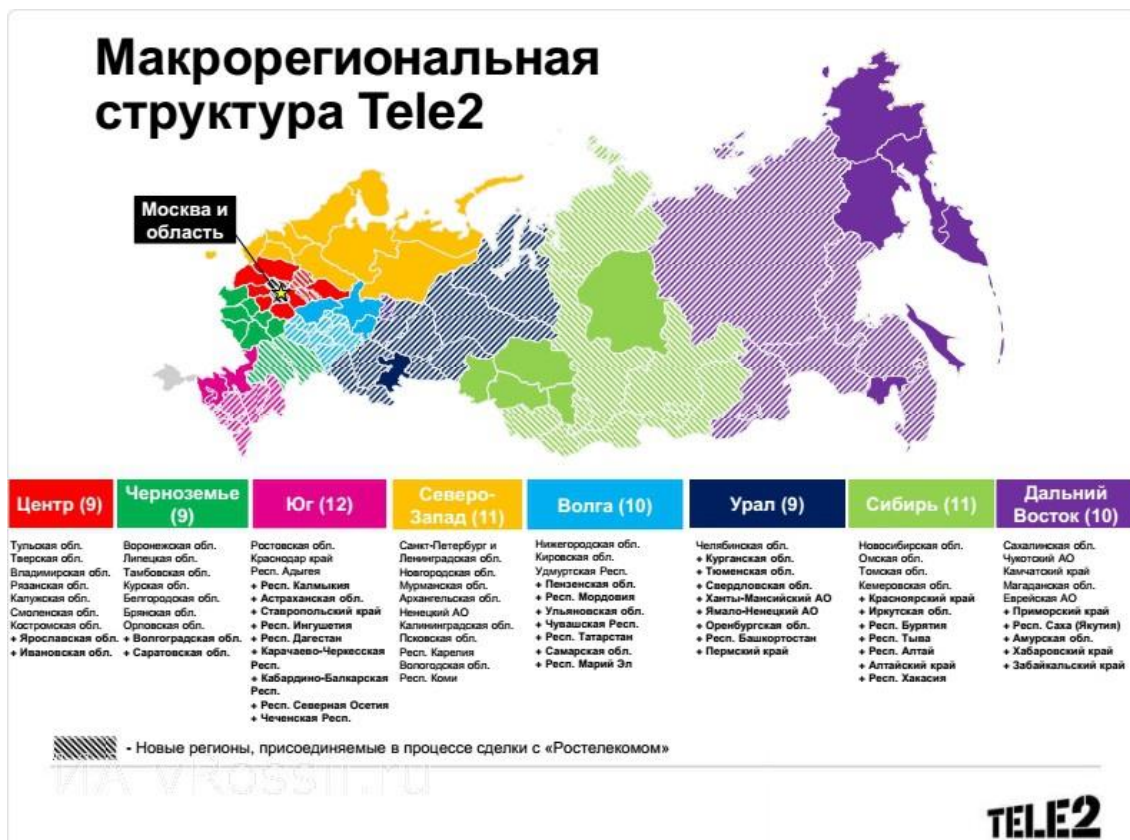 Макрорегиональная
структура Tele2
Москва и
область
Центр (9)
Тульская обл.
Тверская обл.
Владимирская обл.
Рязанская обл.
Калужская обл.
Смоленская обл.
Костромская обл.
+ Ярославская обл.
+ Ивановская обл.
Черноземье
(9)
Воронежская обл.
Липецкая обл.
Тамбовская обл.
Курская обл.
Белгородская обл.
Брянская обл.
Орловская обл.
+ Волгоградская обл.
+ Саратовская обл.
Юг (12)
Ростовская обл.
Краснодар край
Респ. Адыгея
+ Респ. Калмыкия
+ Астраханская обл.
+ Ставропольский край
+ Респ. Ингушетия
+ Респ. Дагестан
+ Карачаево-Черкесская
Респ.
+ Кабардино-Балкарская
Респ.
+ Респ. Северная Осетия
+ Чеченская Респ.
Северо-
Запад (11)
Санкт-Петербург и
Ленинградская обл.
Новгородская обл.
Мурманская обл.
Архангельская обл.
Ненецкий АО
Калининградская обл.
Псковская обл.
Респ. Карелия
Вологодская обл.
Респ. Коми
Волга (10)
Нижегородская обл.
Кировская обл.
Удмуртская Респ.
+ Пензенская обл.
+ Респ. Мордовия
+ Ульяновская обл.
+ Чувашская Респ.
+ Респ. Татарстан
+ Самарская обл.
+ Респ. Марий Эл
Урал (9)
Челябинская обл.
+ Курганская обл.
+ Тюменская обл.
+ Свердловская обл.
+ Ханты-Мансийский АО
+ Ямало-Ненецкий АО
+ Оренбургская обл.
+ Респ. Башкортостан
+ Пермский край
Сибирь (11)
Новосибирская обл.
Омская обл.
Томская обл.
Кемеровская обл.
+ Красноярский край
+ Иркутская обл.
+ Респ. Бурятия
+ Респ. Тыва
+ Респ. Алтай
+ Алтайский край
+ Респ. Хакасия
Дальний
Восток (10)
Сахалинская обл.
Чукотский АО
Камчатский край
Магаданская обл.
Еврейская АО
+ Приморский край
+ Респ. Саха (Якутия)
+ Амурская обл.
+ Хабаровский край
+ Забайкальский край
- Новые регионы, присоединяемые в процессе сделки с «Ростелекомом»
ИА vRossii.ru
TELE2